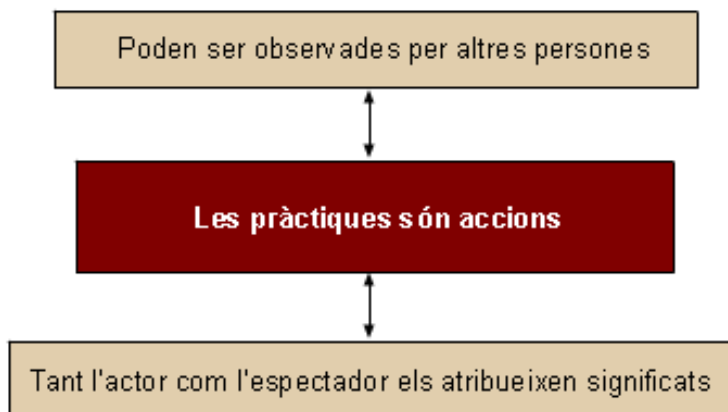 Poden ser observades per altres persones
Les pràctiques són accions
Tant l'actor com l'espectador els atribueixen significats